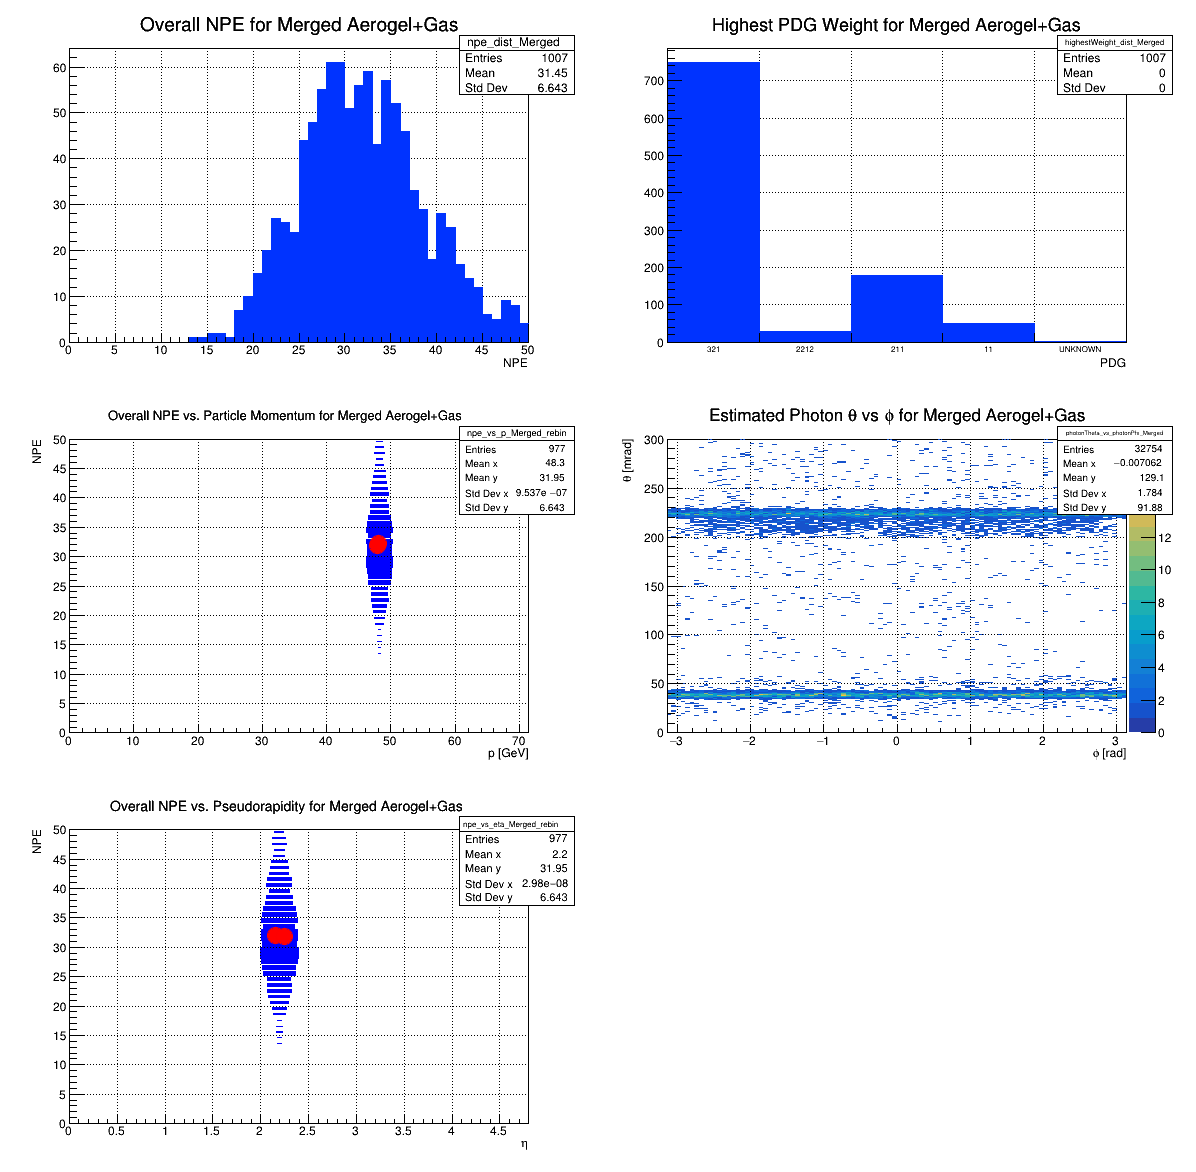 Overall NPE for Merged Aerogel+Gas
npe_dist_Merged
Entries 1007
Mean 31.45
Std Dev 6.643
60
50
40
30
20
10
0
0 5 10 15 20 25 30 35 40 45 50
NPE
Highest PDG Weight for Merged Aerogel+Gas
highestWeight_dist_Merged
Entries 1007
Mean 0
Std Dev 0
700
600
500
400
300
200
100
0
321 2212 211 11 UNKNOWN
PDG
Overall NPE vs. Particle Momentum for Merged Aerogel+Gas
npe_vs_p_Merged_rebin
Entries 977
Mean x 48.3
Mean y 31.95
Std Dev x 9.537e −07
Std Dev y 6.643
NPE
50
45
40
35
30
25
20
15
10
5
0
0 10 20 30 40 50 60 70
p [GeV]
Estimated Photon θ vs ϕ for Merged Aerogel+Gas
photonTheta_vs_photonPhi_Merged
Entries 32754
Mean x −0.007062
Mean y 129.1
Std Dev x 1.784
Std Dev y 91.88
θ [mrad]
300
250
200
150
100
50
0
−3 −2 −1 0 1 2 3
ϕ [rad]
12
10
8
6
4
2
0
Overall NPE vs. Pseudorapidity for Merged Aerogel+Gas
npe_vs_eta_Merged_rebin
Entries 977
Mean x 2.2
Mean y 31.95
Std Dev x 2.98e−08
Std Dev y 6.643
NPE
50
45
40
35
30
25
20
15
10
5
0
0 0.5 1 1.5 2 2.5 3 3.5 4 4.5
η